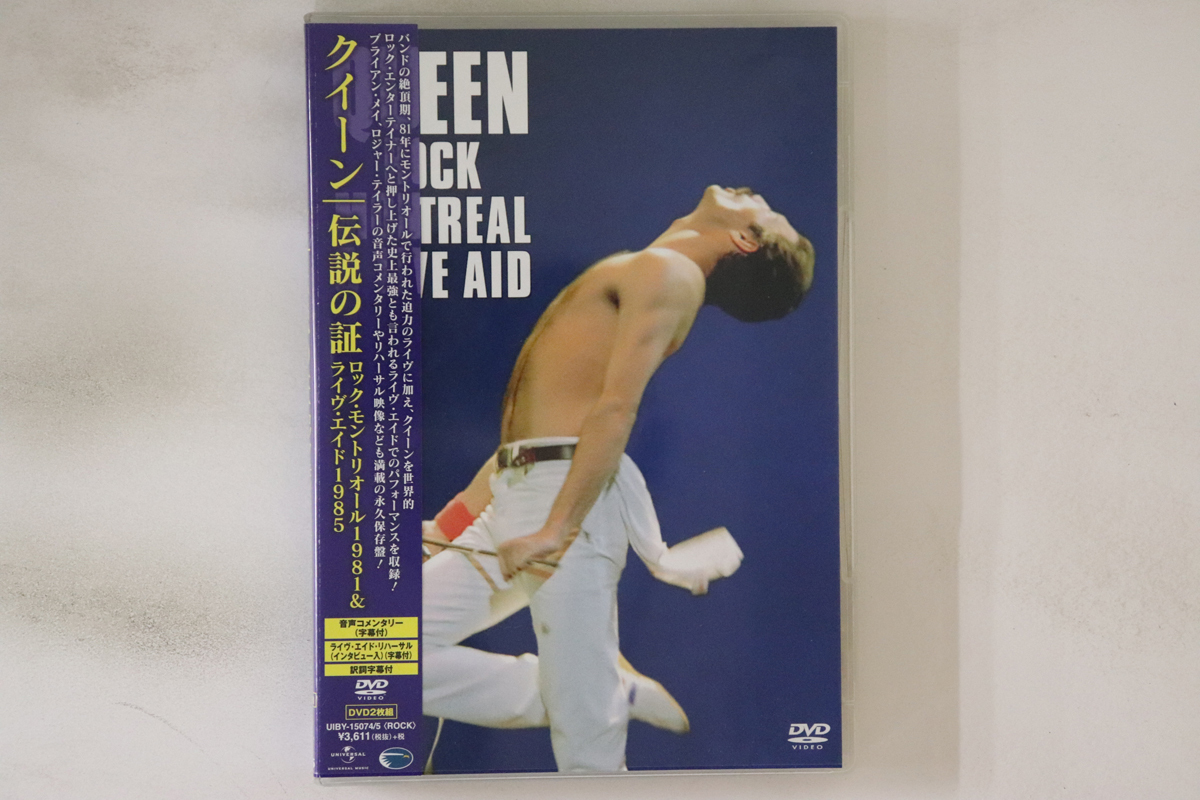 クイーン|伝説の証
ロック・モントリオール1981&
ライヴ・エイド1985
バンドの絶頂期、81年にモントリオールで行われた迫力のライヴに加え、クイーンを世界的
ロック・エンターテイナーへと押し上げた史上最強とも言われるライヴ・エイドでのパフォーマンスを収録!
ブライアン・メイ、ロジャー・テイラーの音声コメンタリーやリハーサル映像なども満載の永久保存盤!
音声コメンタリー
(字幕付)
ライヴ・エイド・リハーサル
(インタビュー入)(字幕付)
訳詞字幕付
DVD
VIDEO
DVD2枚組
UIBY-15074/5〈ROCK〉
¥3,611(税抜)+税
UNIVERSAL
UNIVERSAL MUSIC
EEN
OCK
TREAL
VE AID
DVD
VIDEO